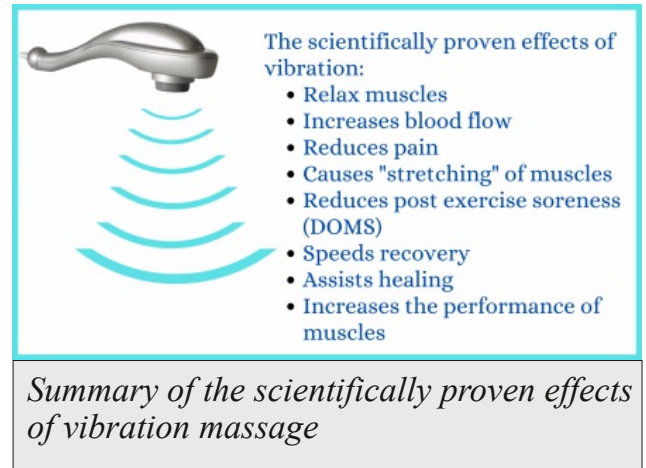 The scientifically proven effects of
vibration:
• Relax muscles
• Increases blood flow
• Reduces pain
• Causes "stretching" of muscles
• Reduces post exercise soreness
(DOMS)
• Speeds recovery
• Assists healing
• Increases the performance of
muscles
Summary of the scientifically proven effects
of vibration massage